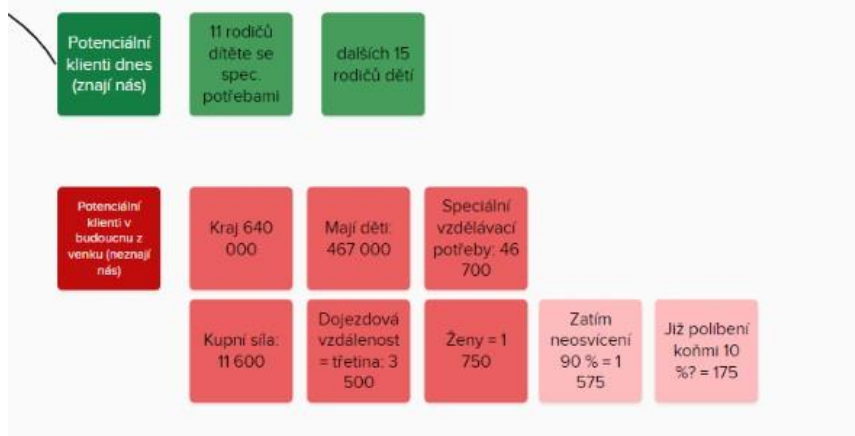 Potenciální
klienti dnes
(znají nás)
11 rodičů
dítěte se
spec.
potřebami
dalších 15
rodičů dětí
Potenciální
klienti v
budoucnu z
venku (neznají
nás)
Kraj 640
000
Mají děti:
467 000
Speciální
vzdělávací
potřeby: 46
700
Kupní síla:
11 600
Dojezdová
vzdálenost
= třetina: 3
500
Ženy = 1
750
Zatím
neosvícení
90 % = 1
575
Již políbení
koňmi 10
%? = 175